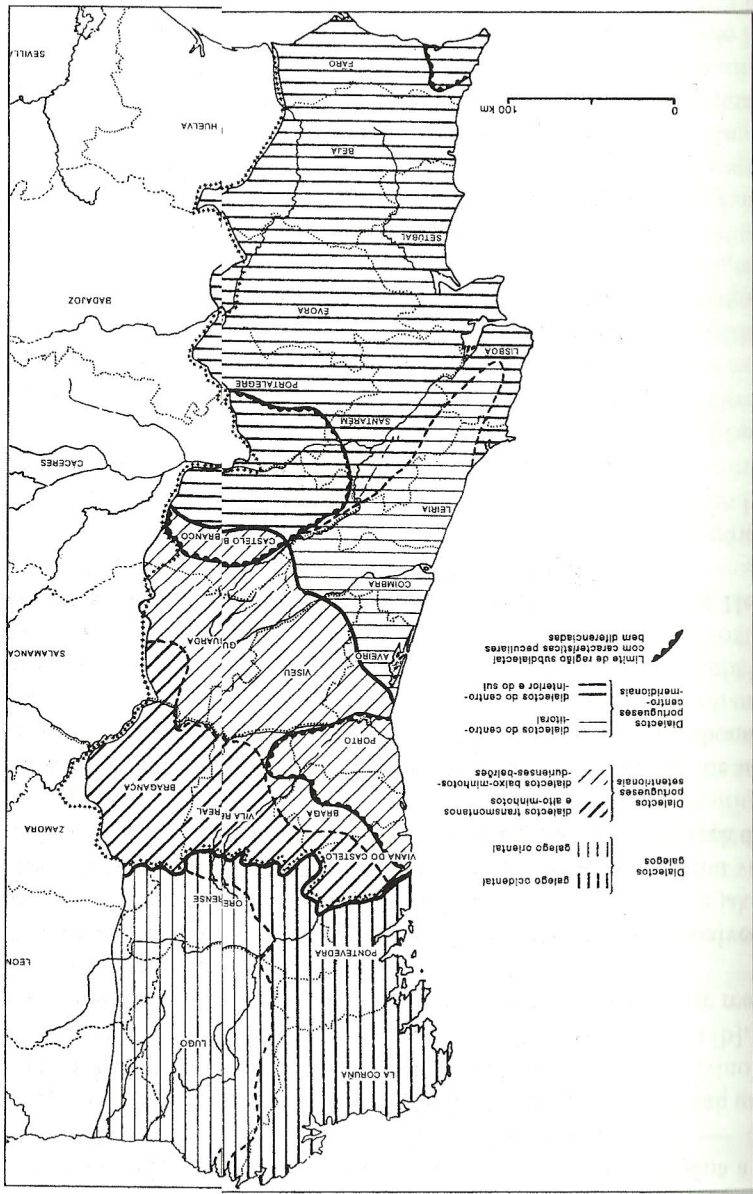 LA CORUÑA
LUGO
LEON
PONTEVEDRA
ORERENSE
ZAMORA
VIANA DO CASTELO
BRAGA
VILA REREAL
BRAGANÇA
PORTO
VISEU
GUUARDA
SALAMANCA
AVEIRO
COIMBRA
CASTELO B BRANCO
CACERES
LEIRIA
SANTARÉM
PORTALEGRE
LISBOA
ÉVORA
BADAJOZ
SETÚBAL
BEJA
HUELVA
FARO
SEVILLA
Dialectos
galegos
galego ocidental
galego oriental
Dialectos
portugueses
setentrionais
dialectos transmontanos
e alto-minhotos
dialectos baixo-minhotos-
-durienses-beirões
Dialectos
portugueses
centro-
-meridionais
dialectos do centro-
-litoral
dialectos do centro-
-interior e do sul
Limite de região subdialectal
com características peculiares
bem diferenciadas
0 100 km